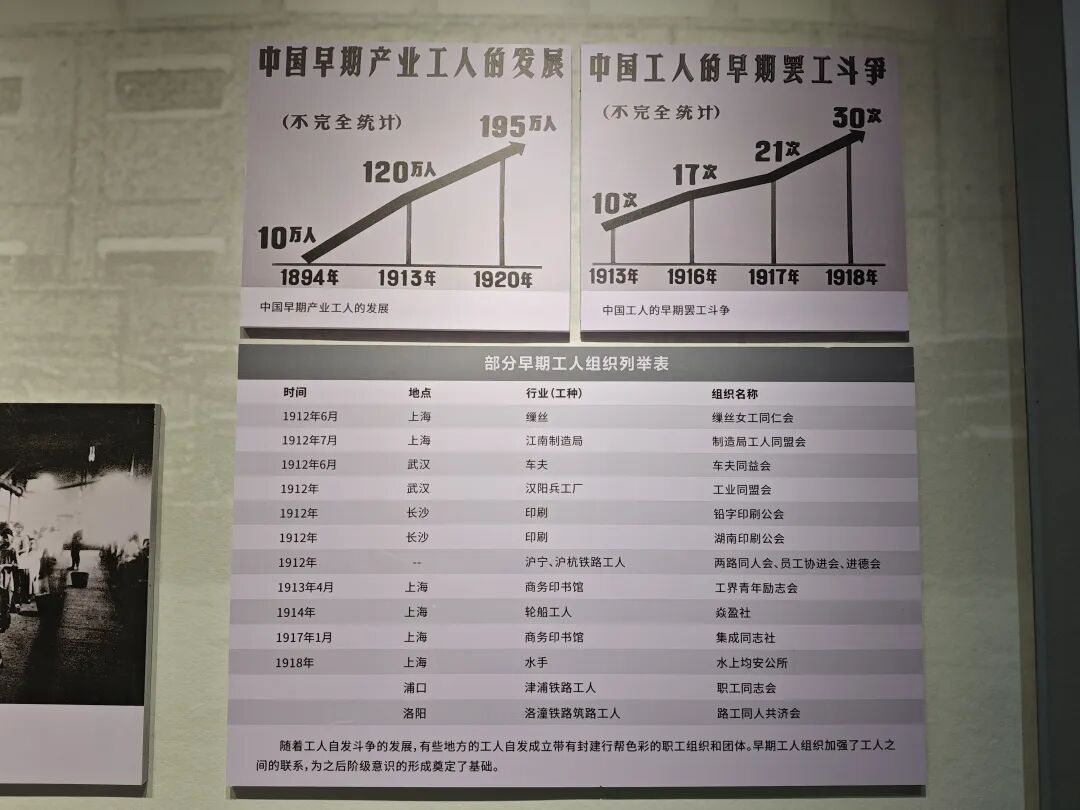 中国早期产业工人的发展
(不完全统计)
10万人
120万人
195万人
1894年 1913年 1920年
中国早期产业工人的发展
中国工人的早期罢工斗争
(不完全统计)
10次
17次
21次
30次
1913年 1916年 1917年 1918年
中国工人的早期罢工斗争
部分早期工人组织列举表
时间 地点 行业(工种) 组织名称
1912年6月 上海 缫丝 缫丝女工同仁会
1912年7月 上海 江南制造局 制造局工人同盟会
1912年6月 武汉 车夫 车夫同益会
1912年 武汉 汉阳兵工厂 工业同盟会
1912年 长沙 印刷 铅字印刷公会
1912年 长沙 印刷 湖南印刷公会
1912年 -- 沪宁、沪杭铁路工人 两路同人会、员工协进会、进德会
1913年4月 上海 商务印书馆 工界青年励志会
1914年 上海 轮船工人 焱盈社
1917年1月 上海 商务印书馆 集成同志社
1918年 上海 水手 水上均安公所
浦口 津浦铁路工人 职工同志会
洛阳 洛潼铁路筑路工人 路工同人共济会
随着工人自发斗争的发展,有些地方的工人自发成立带有封建行帮色彩的职工组织和团体。早期工人组织加强了工人之
间的联系,为之后阶级意识的形成奠定了基础。